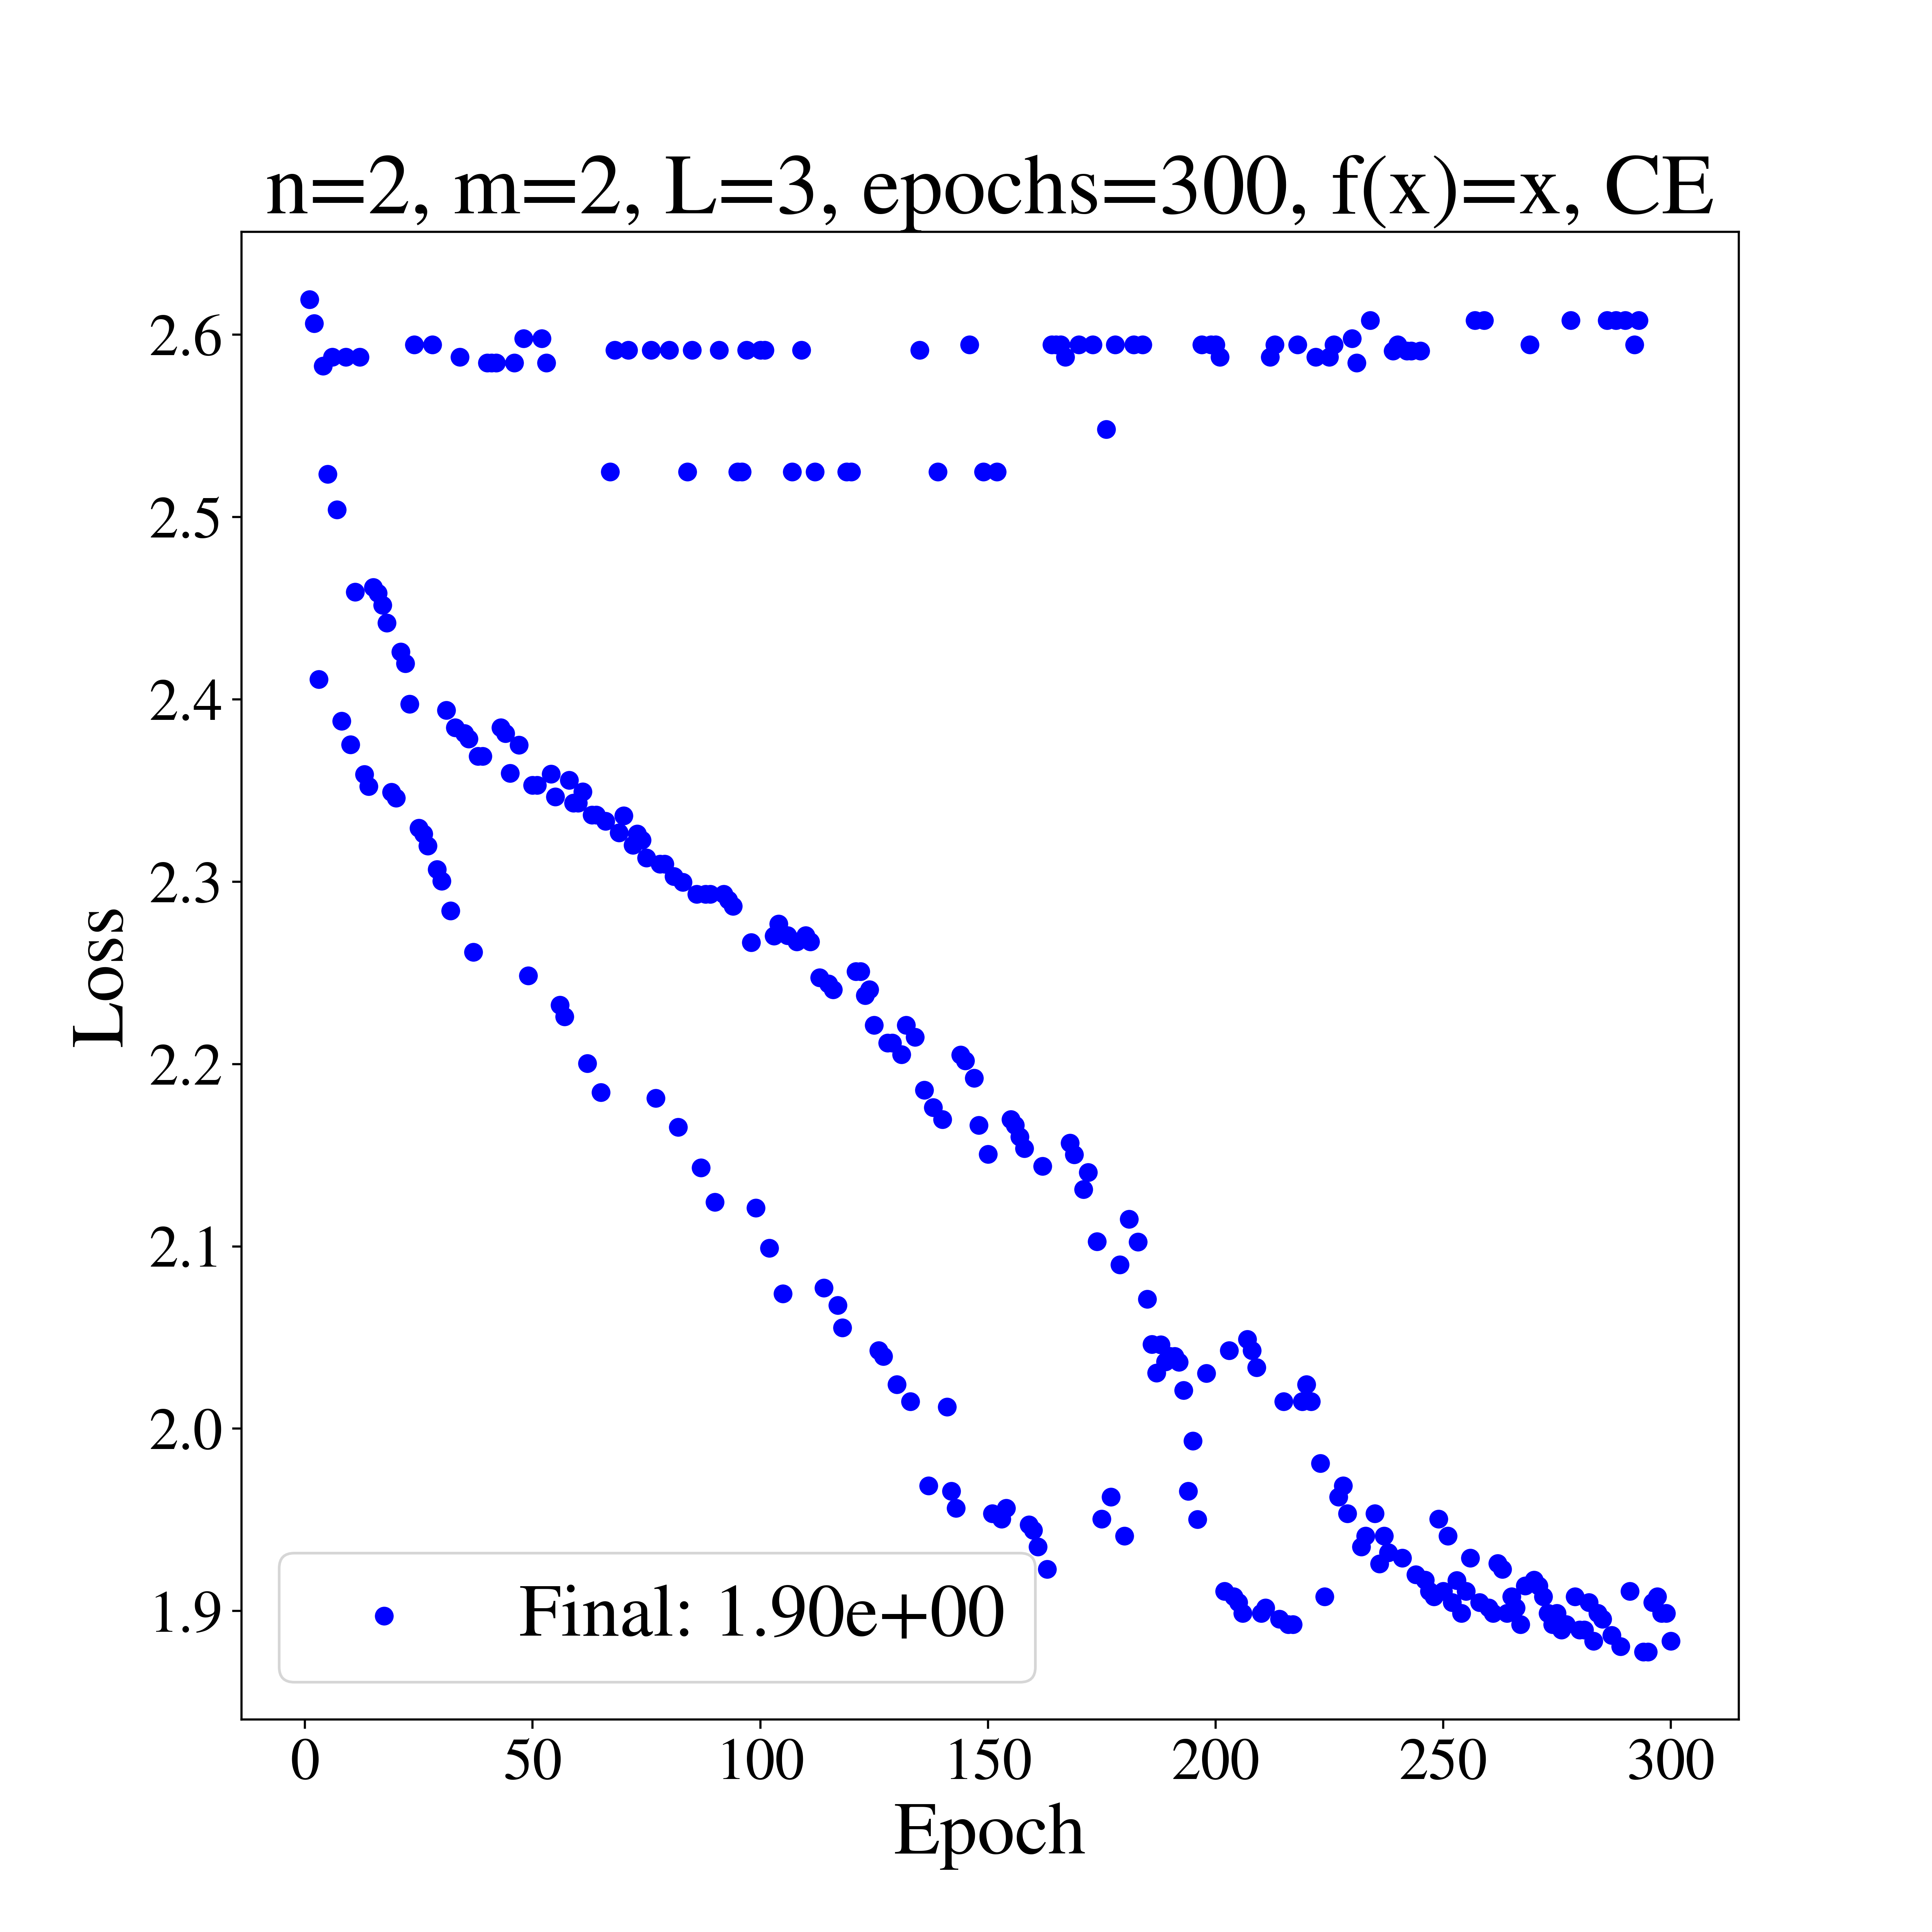 n=2, m=2, L=3, epochs=300, f(x)=x, CE
2.6
2.5
2.4
2.3
2.2
2.1
2.0
1.9
Loss
Final: 1.90e+00
0 50 100 150 200 250 300
Epoch